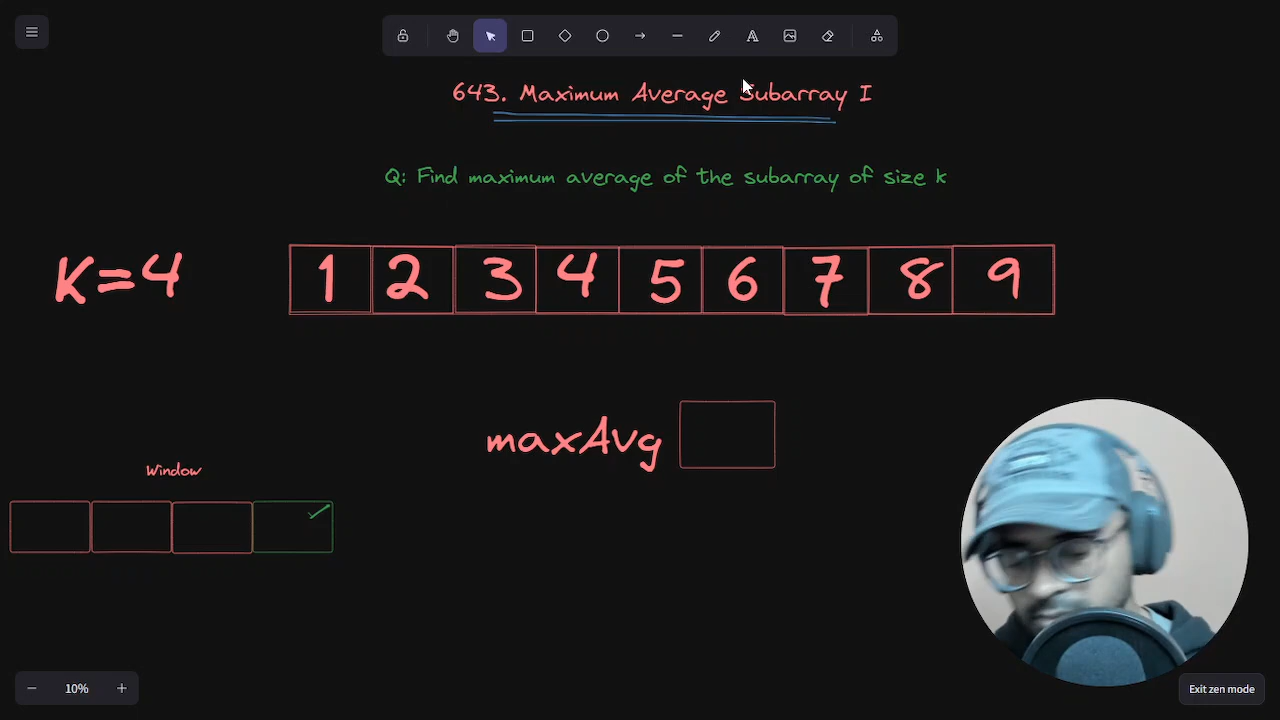 643. Maximum Average Subarray I
Q: Find maximum average of the subarray of size k
K=4
1 2 3 4 5 6 7 8 9
maxAvg
Window
10%
Exit zen mode